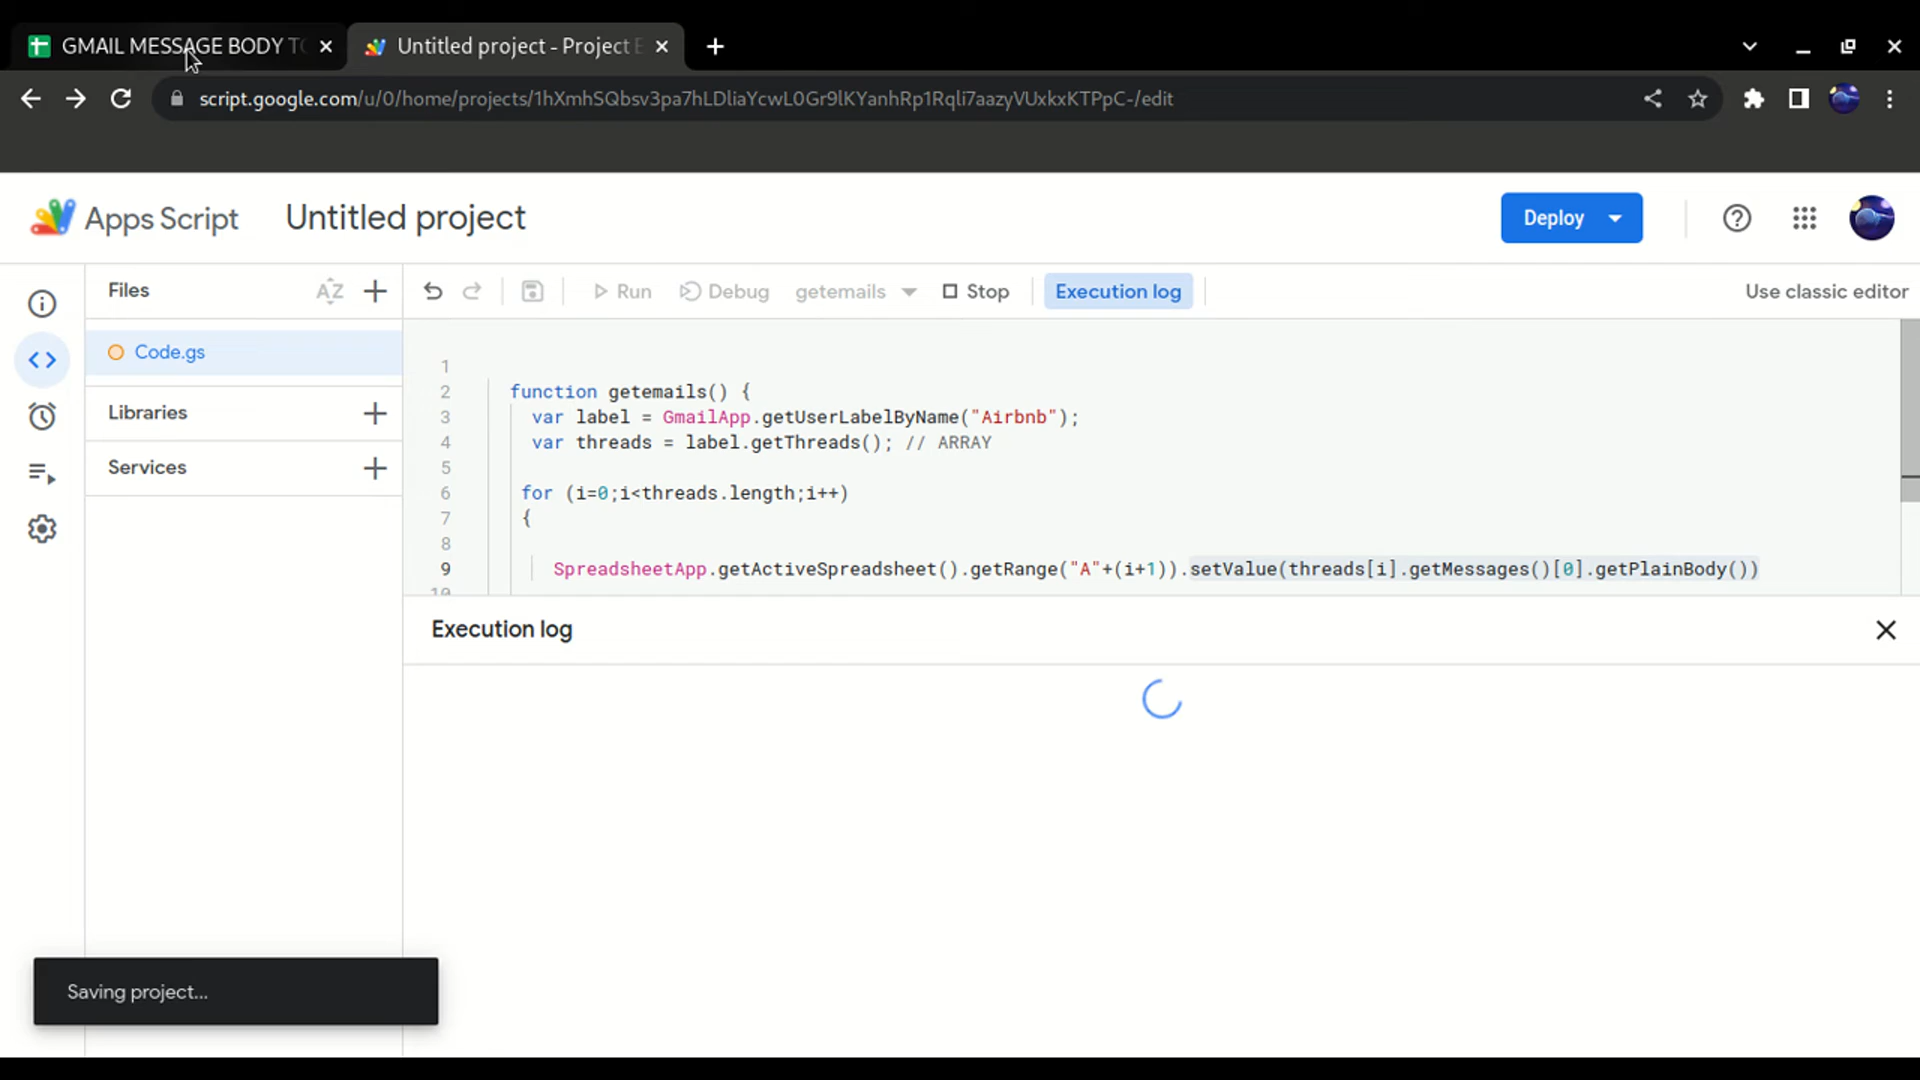 GMAIL MESSAGE BODY TO
Untitled project - Project E
script.google.com/u/0/home/projects/1hXmhSQbsv3pa7hLDliaYcwL0Gr9lKYanhRp1Rqli7aazyVUxkxKTPpC-/edit
Apps Script
Untitled project
Deploy
Files
AZ
Run
Debug
getemails
Stop
Execution log
Use classic editor
Code.gs
Libraries
Services
1
2 function getemails() {
3 var label = GmailApp.getUserLabelByName("Airbnb");
4 var threads = label.getThreads(); // ARRAY
5
6 for (i=0;i<threads.length;i++)
7 {
8
9 SpreadsheetApp.getActiveSpreadsheet().getRange("A"+(i+1)).setValue(threads[i].getMessages()[0].getPlainBody())
10
Execution log
Saving project...